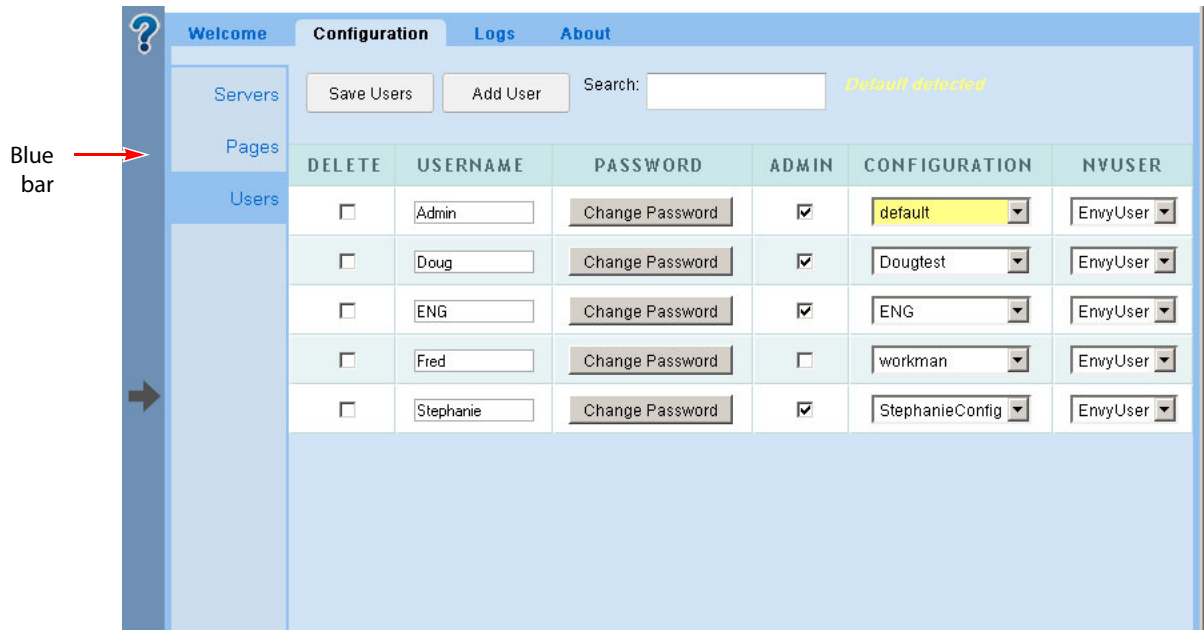 Welcome Configuration Logs About
Save Users Add User Search: Default detected
Servers
Pages
Users
Blue
bar
DELETE USERNAME PASSWORD ADMIN CONFIGURATION NVUSER
Admin Change Password default EnvyUser
Doug Change Password Dougtest EnvyUser
ENG Change Password ENG EnvyUser
Fred Change Password workman EnvyUser
Stephanie Change Password StephanieConfig EnvyUser